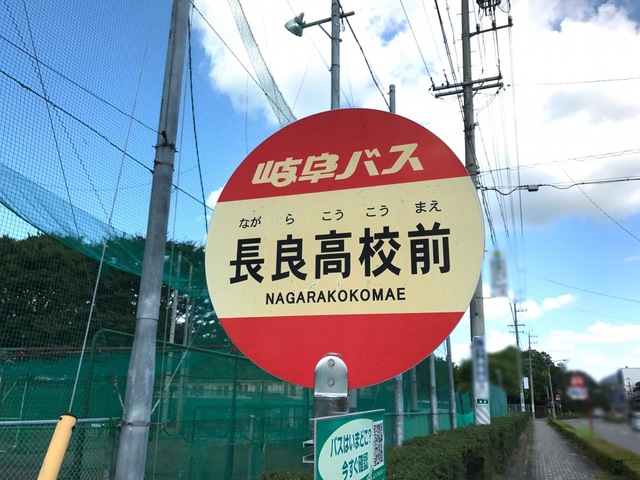 岐阜バス
ながらこうこうまえ
長良高校前
NAGARAKOKOMAE
バスはいまどこ?
今すぐ確認